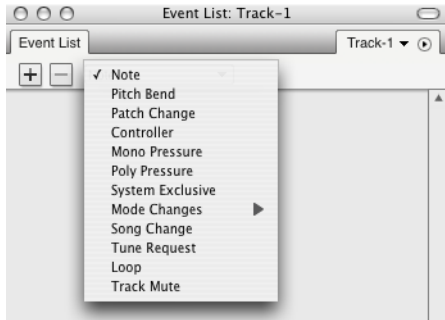 Event List: Track-1
Event List
Track-1
Note
Pitch Bend
Patch Change
Controller
Mono Pressure
Poly Pressure
System Exclusive
Mode Changes
Song Change
Tune Request
Loop
Track Mute